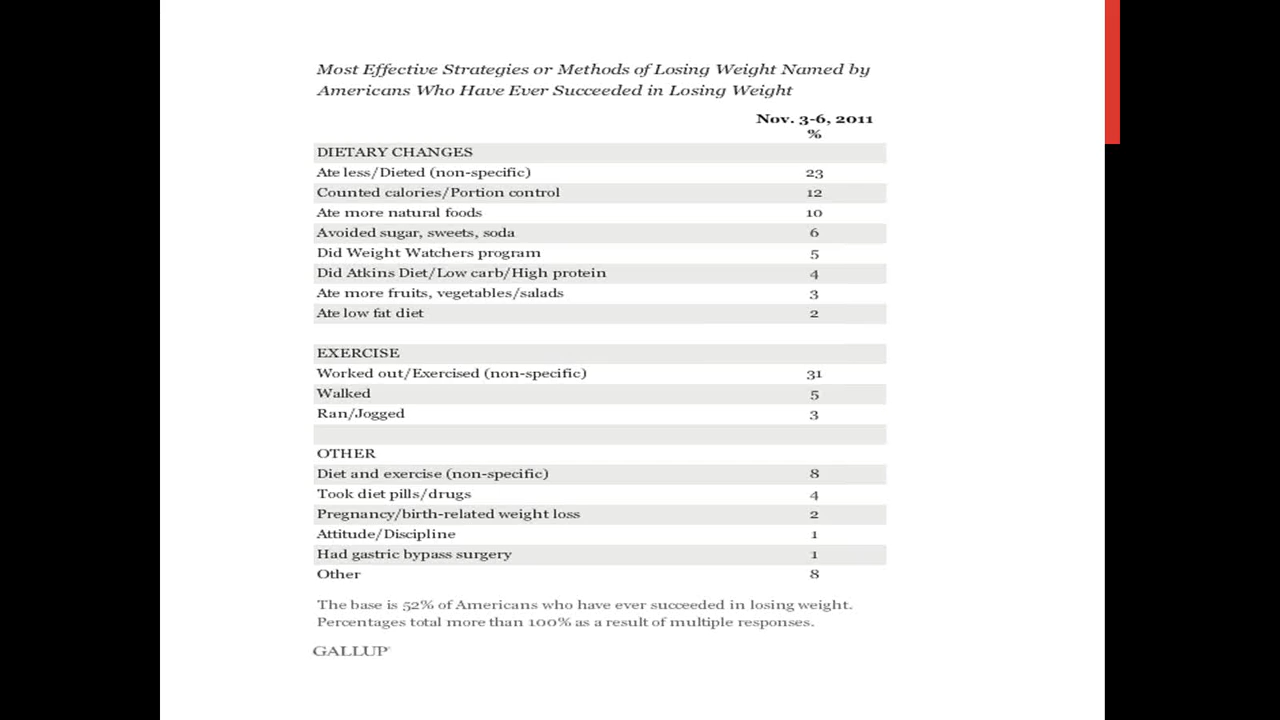 Most Effective Strategies or Methods of Losing Weight Named by
Americans Who Have Ever Succeeded in Losing Weight
Nov. 3-6, 2011
%
DIETARY CHANGES
Ate less/Dieted (non-specific) 23
Counted calories/Portion control 12
Ate more natural foods 10
Avoided sugar, sweets, soda 6
Did Weight Watchers program 5
Did Atkins Diet/Low carb/High protein 4
Ate more fruits, vegetables/salads 3
Ate low fat diet 2
EXERCISE
Worked out/Exercised (non-specific) 31
Walked 5
Ran/Jogged 3
OTHER
Diet and exercise (non-specific) 8
Took diet pills/drugs 4
Pregnancy/birth-related weight loss 2
Attitude/Discipline 1
Had gastric bypass surgery 1
Other 8
The base is 52% of Americans who have ever succeeded in losing weight.
Percentages total more than 100% as a result of multiple responses.
GALLUP